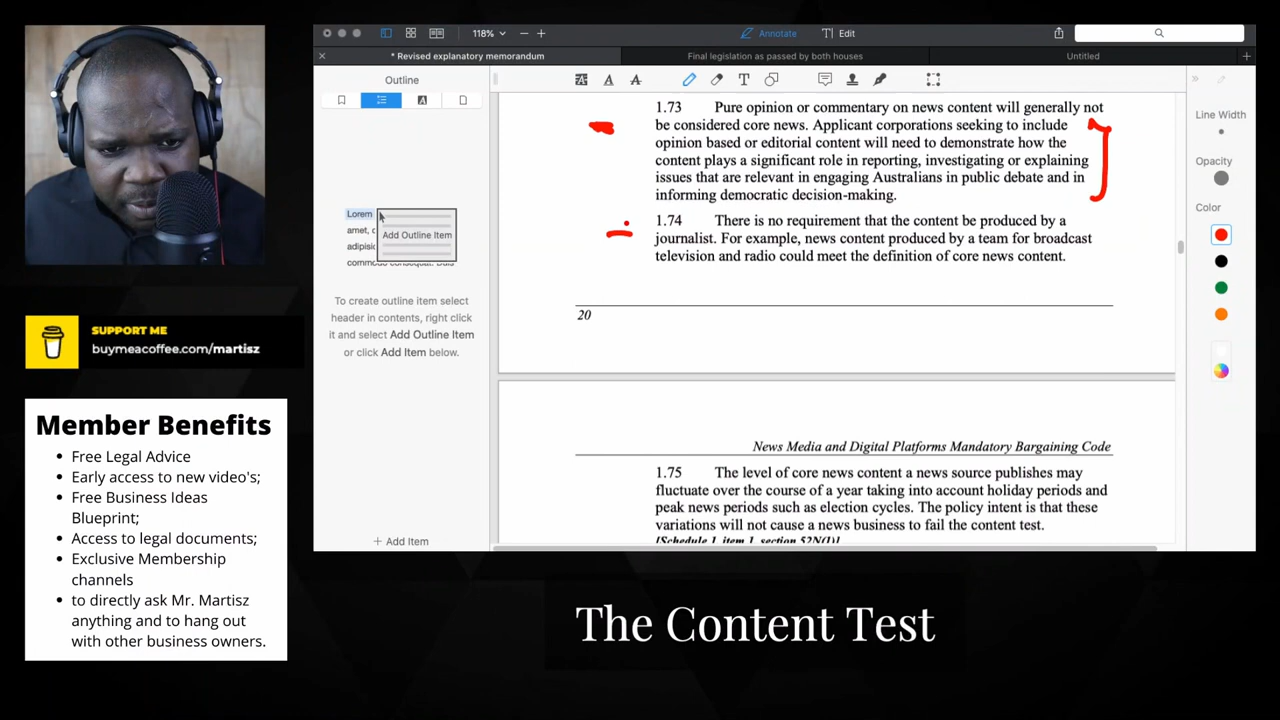 118%
Annotate
Edit
* Revised explanatory memorandum
Final legislation as passed by both houses
Untitled
Outline
Line Width
Opacity
Color
Lorem
amet, c
adipisic
Add Outline Item
To create outline item select
header in contents, right click
it and select Add Outline Item
or click Add Item below.
Add Item
1.73 Pure opinion or commentary on news content will generally not
be considered core news. Applicant corporations seeking to include
opinion based or editorial content will need to demonstrate how the
content plays a significant role in reporting, investigating or explaining
issues that are relevant in engaging Australians in public debate and in
informing democratic decision-making.
1.74 There is no requirement that the content be produced by a
journalist. For example, news content produced by a team for broadcast
television and radio could meet the definition of core news content.
20
News Media and Digital Platforms Mandatory Bargaining Code
1.75 The level of core news content a news source publishes may
fluctuate over the course of a year taking into account holiday periods and
peak news periods such as election cycles. The policy intent is that these
variations will not cause a news business to fail the content test.
[Schedule 1, item 1, section 52N(1)]
SUPPORT ME
buymeacoffee.com/martisz
Member Benefits
• Free Legal Advice
• Early access to new video's;
• Free Business Ideas
Blueprint;
• Access to legal documents;
• Exclusive Membership
channels
• to directly ask Mr. Martisz
anything and to hang out
with other business owners.
The Content Test